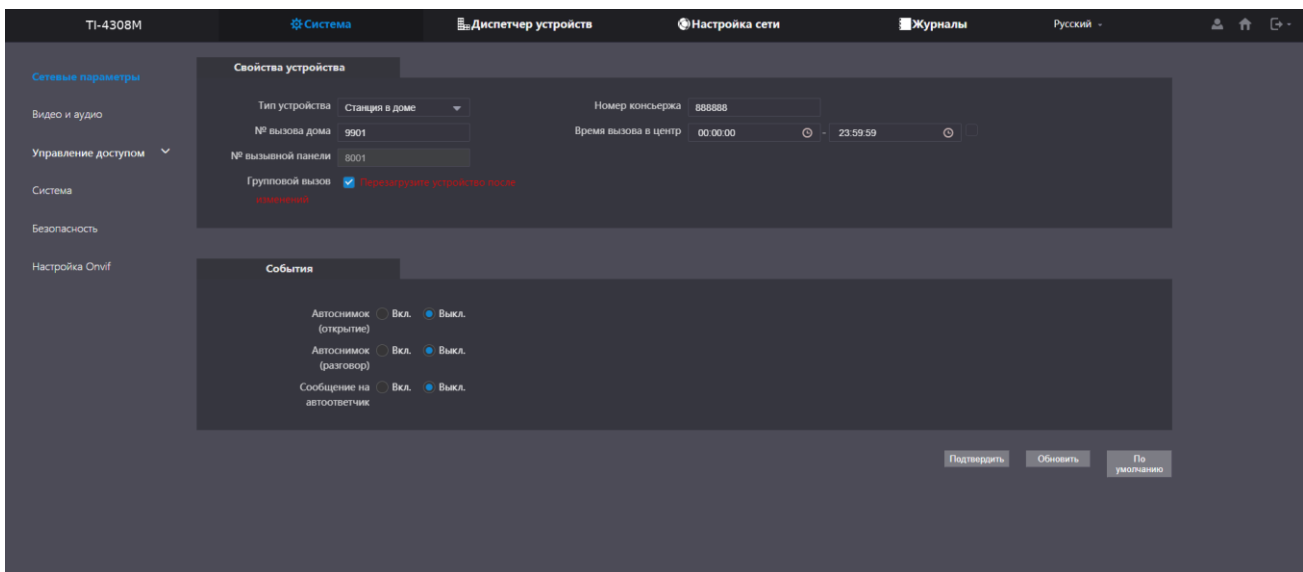 TI-4308M Система Диспетчер устройств Настройка сети Журналы Русский
Сетевые параметры
Видео и аудио
Управление доступом
Система
Безопасность
Настройка Onvif
Свойства устройства
Тип устройства Станция в доме Номер консьержа 888888
№ вызова дома 9901 Время вызова в центр 00:00:00 - 23:59:59
№ вызывной панели 8001
Групповой вызов Перезагрузите устройство после
изменений
События
Автоснимок Вкл. Выкл.
(открытие)
Автоснимок Вкл. Выкл.
(разговор)
Сообщение на Вкл. Выкл.
автоответчик
Подтвердить Обновить По
умолчанию